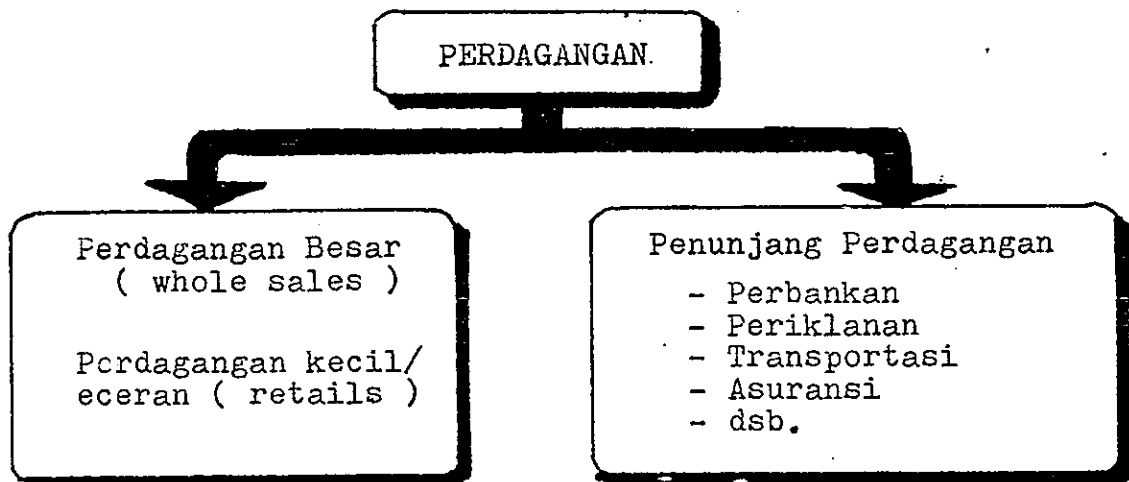 PERDAGANGAN.
Perdagangan Besar
( whole sales )
Perdagangan kecil/
eceran ( retails )
Penunjang Perdagangan
- Perbankan
- Periklanan
- Transportasi
- Asuransi
- dsb.